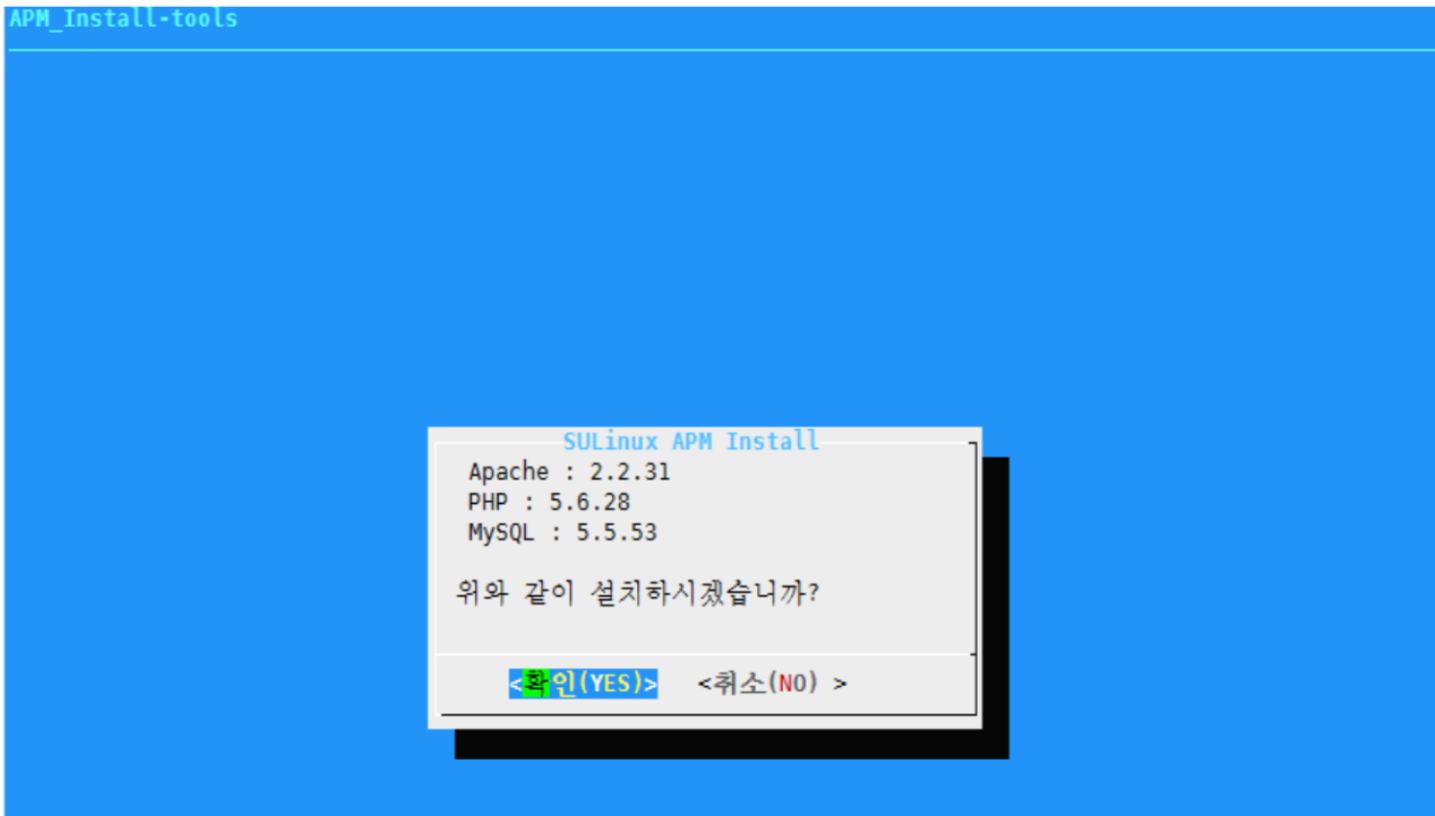 APM_Install-tools
SULinux APM Install
Apache : 2.2.31
PHP : 5.6.28
MySQL : 5.5.53
위와 같이 설치하시겠습니까?
<확인(YES)> <취소(NO) >